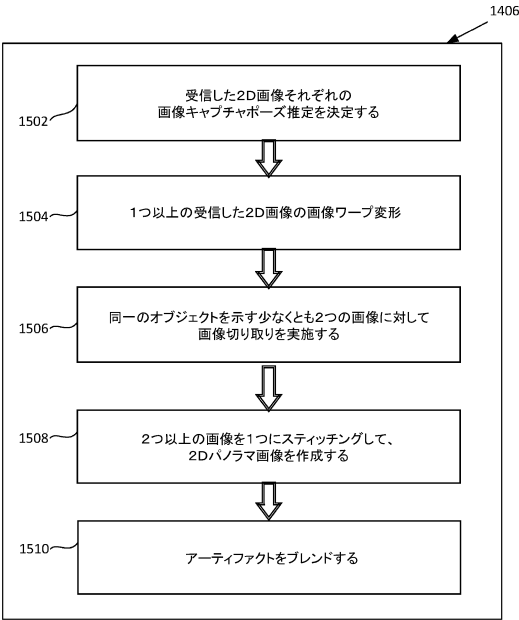 1406
1502
受信した2D画像それぞれの
画像キャプチャポーズ推定を決定する
1504
1つ以上の受信した2D画像の画像ワープ変形
1506
同一のオブジェクトを示す少なくとも2つの画像に対して
画像切り取りを実施する
1508
2つ以上の画像を1つにスティッチングして、
2Dパノラマ画像を作成する
1510
アーティファクトをブレンドする